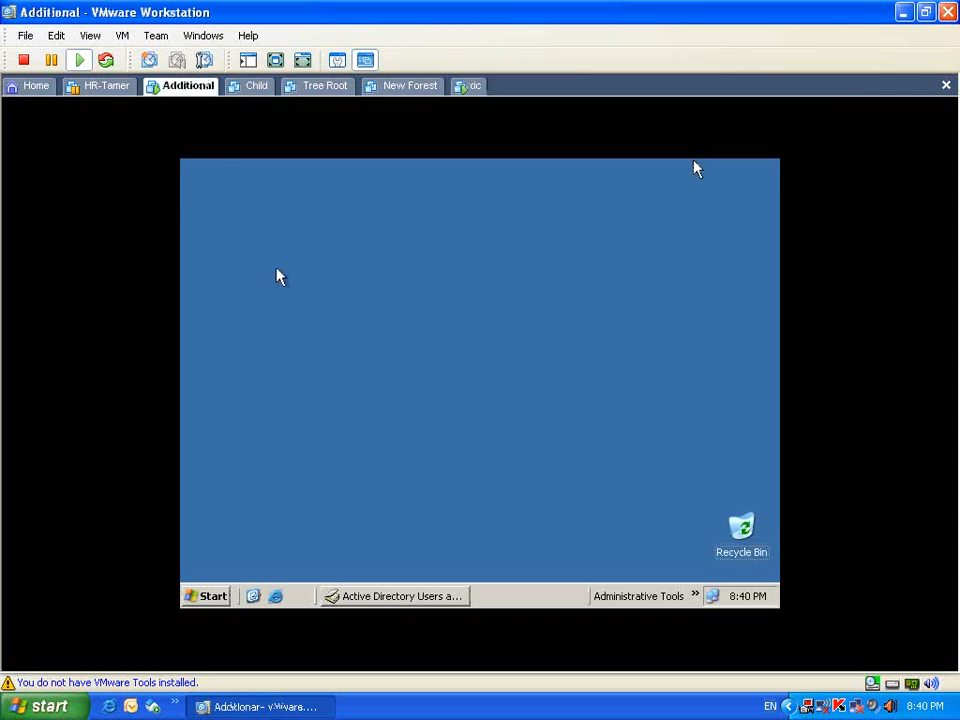 Additional - VMware Workstation
File Edit View VM Team Windows Help
Home HR-Tamer Additional Child Tree Root New Forest dc
Recycle Bin
Start Active Directory Users a... Administrative Tools » 8:40 PM
You do not have VMware Tools installed.
start » EN 8:40 PM